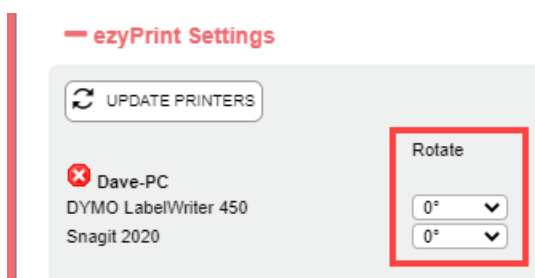 ezyPrint Settings
UPDATE PRINTERS
Rotate
Dave-PC
DYMO LabelWriter 450 0°
Snagit 2020 0°